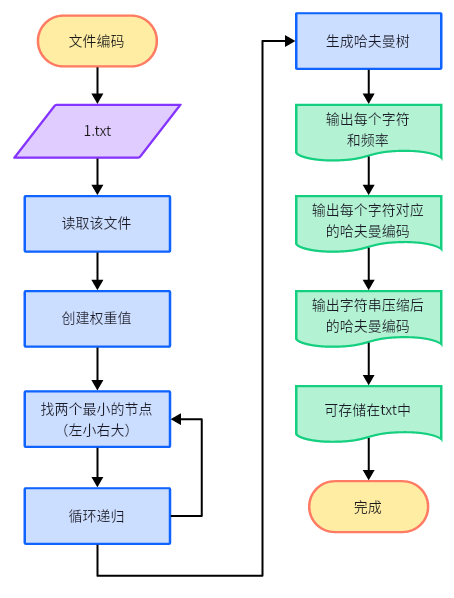 文件编码
1.txt
读取该文件
创建权重值
找两个最小的节点
（左小右大）
循环递归
生成哈夫曼树
输出每个字符
和频率
输出每个字符对应
的哈夫曼编码
输出字符串压缩后
的哈夫曼编码
可存储在txt中
完成